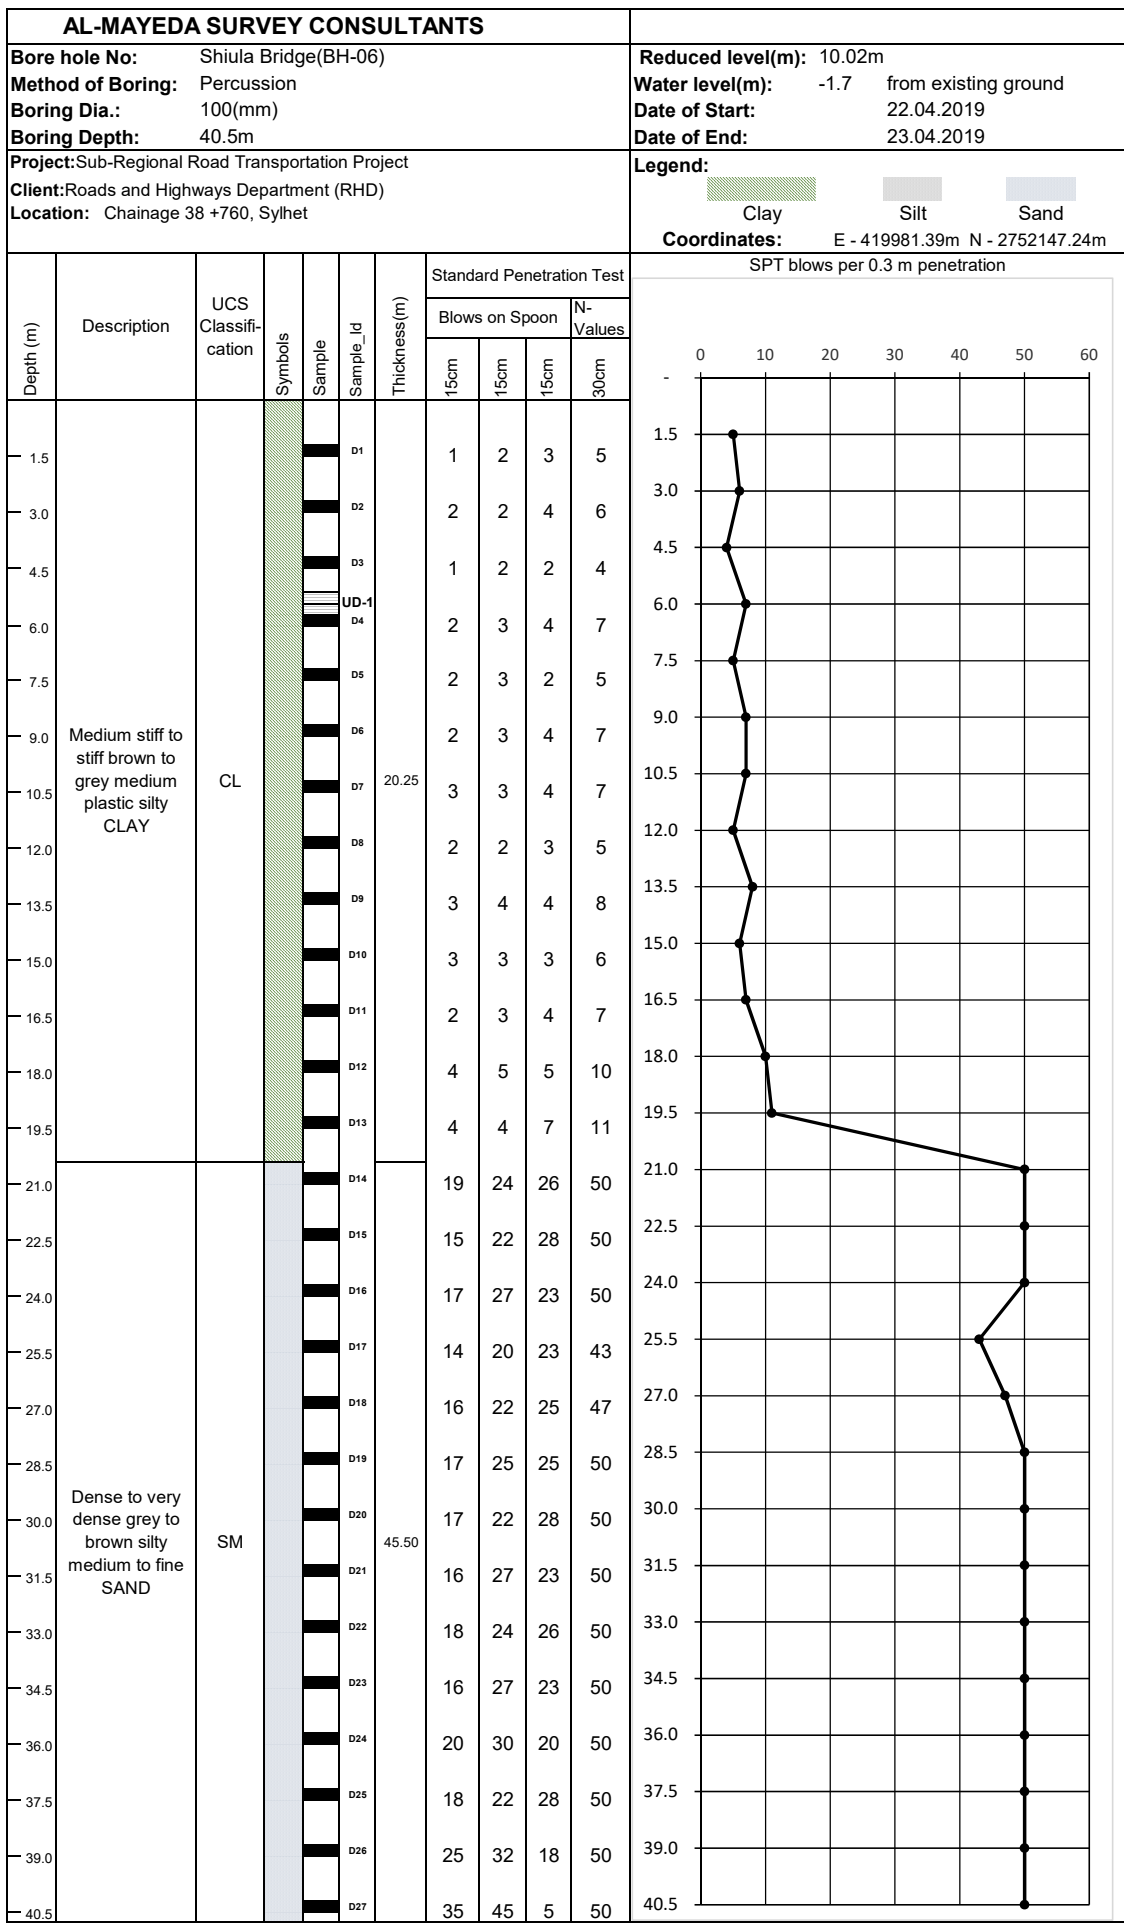 AL-MAYEDA SURVEY CONSULTANTS
Bore hole No: Shiula Bridge(BH-06)
Method of Boring: Percussion
Boring Dia.: 100(mm)
Boring Depth: 40.5m
Reduced level(m): 10.02m
Water level(m): -1.7 from existing ground
Date of Start: 22.04.2019
Date of End: 23.04.2019
Project:Sub-Regional Road Transportation Project
Client:Roads and Highways Department (RHD)
Location: Chainage 38 +760, Sylhet
Legend:
Clay Silt Sand
Coordinates: E - 419981.39m N - 2752147.24m
Depth (m)
Description
UCS
Classifi-
cation
Symbols
Sample
Sample_Id
Thickness(m)
Standard Penetration Test
Blows on Spoon
N-
Values
15cm 15cm 15cm 30cm
1.5 D1 1 2 3 5
3.0 D2 2 2 4 6
4.5 D3 1 2 2 4
UD-1
6.0 D4 2 3 4 7
7.5 D5 2 3 2 5
9.0 D6 2 3 4 7
10.5 D7 3 3 4 7
12.0 D8 2 2 3 5
13.5 D9 3 4 4 8
15.0 D10 3 3 3 6
16.5 D11 2 3 4 7
18.0 D12 4 5 5 10
19.5 D13 4 4 7 11
21.0 D14 19 24 26 50
22.5 D15 15 22 28 50
24.0 D16 17 27 23 50
25.5 D17 14 20 23 43
27.0 D18 16 22 25 47
28.5 D19 17 25 25 50
30.0 D20 17 22 28 50
31.5 D21 16 27 23 50
33.0 D22 18 24 26 50
34.5 D23 16 27 23 50
36.0 D24 20 30 20 50
37.5 D25 18 22 28 50
39.0 D26 25 32 18 50
40.5 D27 35 45 5 50
Medium stiff to
stiff brown to
grey medium
plastic silty
CLAY
CL
20.25
Dense to very
dense grey to
brown silty
medium to fine
SAND
SM
45.50
SPT blows per 0.3 m penetration
0 10 20 30 40 50 60
-
1.5
3.0
4.5
6.0
7.5
9.0
10.5
12.0
13.5
15.0
16.5
18.0
19.5
21.0
22.5
24.0
25.5
27.0
28.5
30.0
31.5
33.0
34.5
36.0
37.5
39.0
40.5